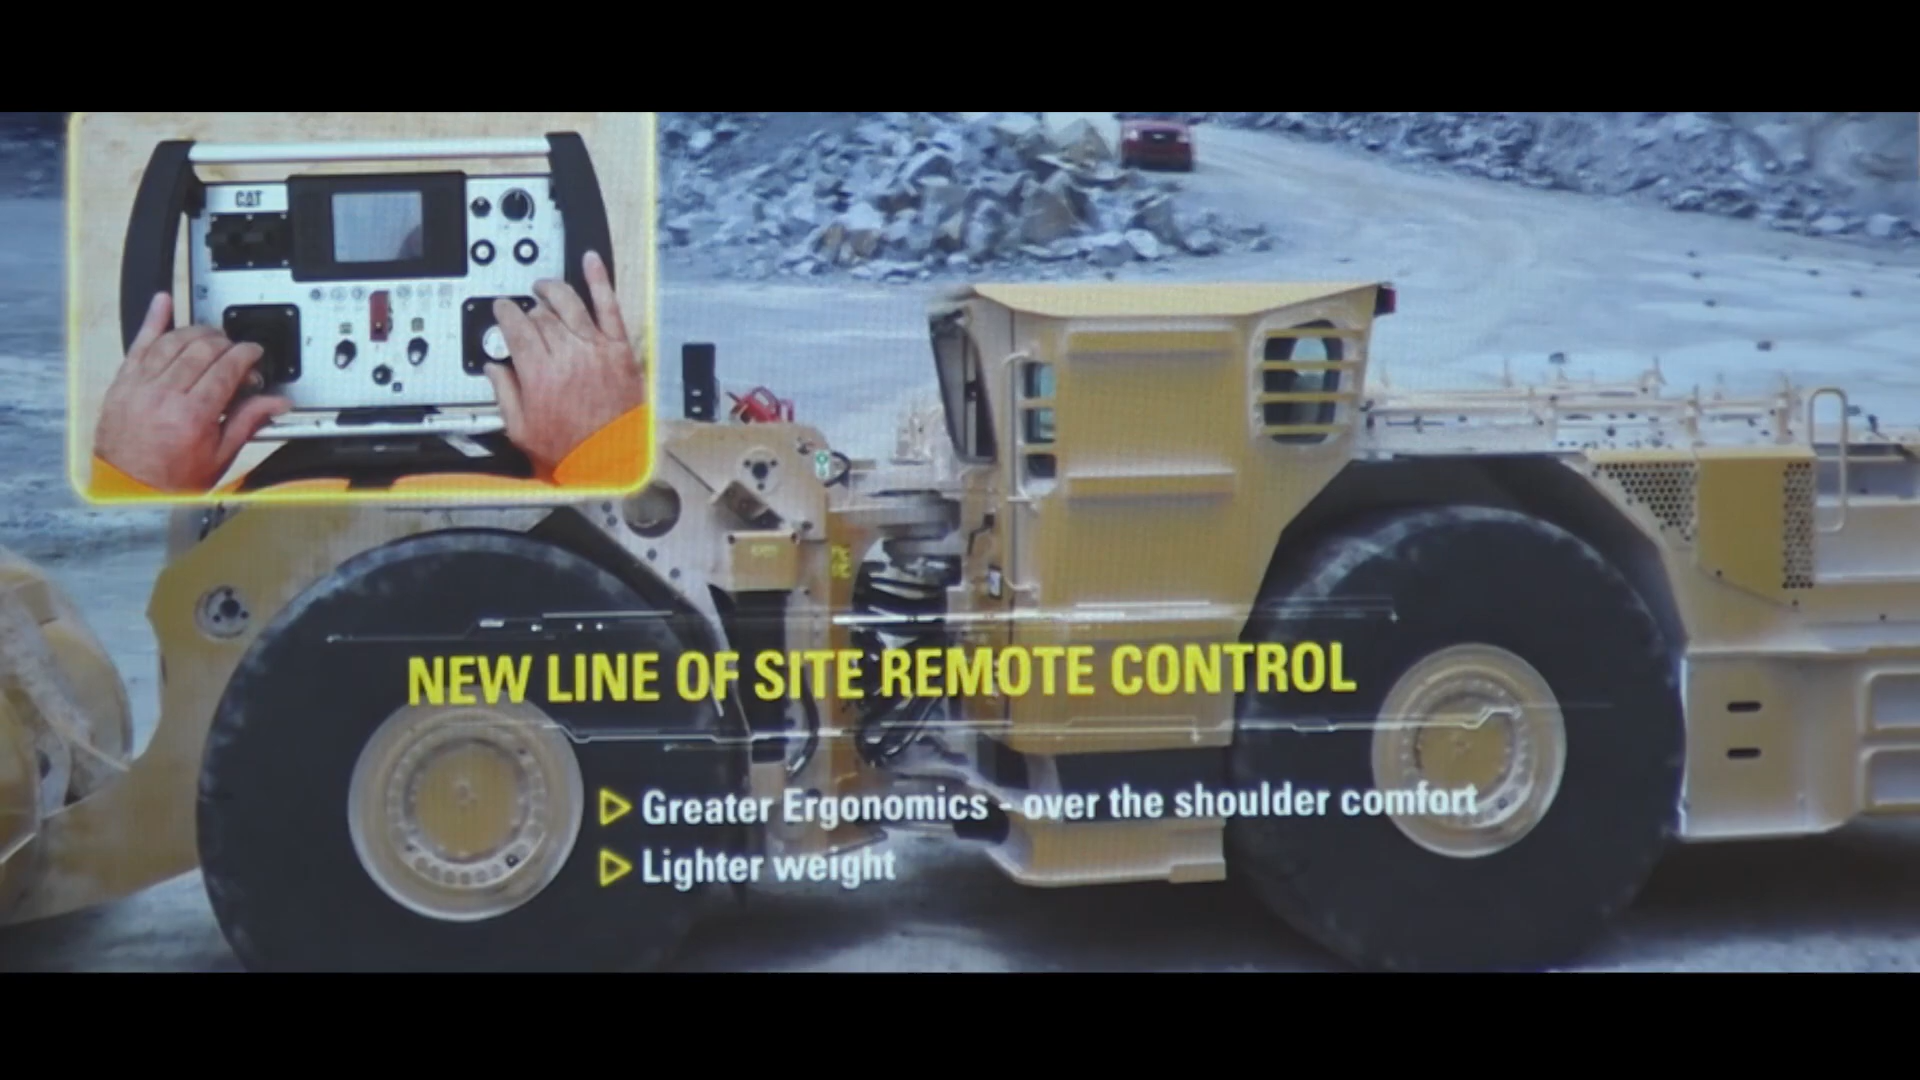 CAT
NEW LINE OF SITE REMOTE CONTROL
Greater Ergonomics - over the shoulder comfort
Lighter weight